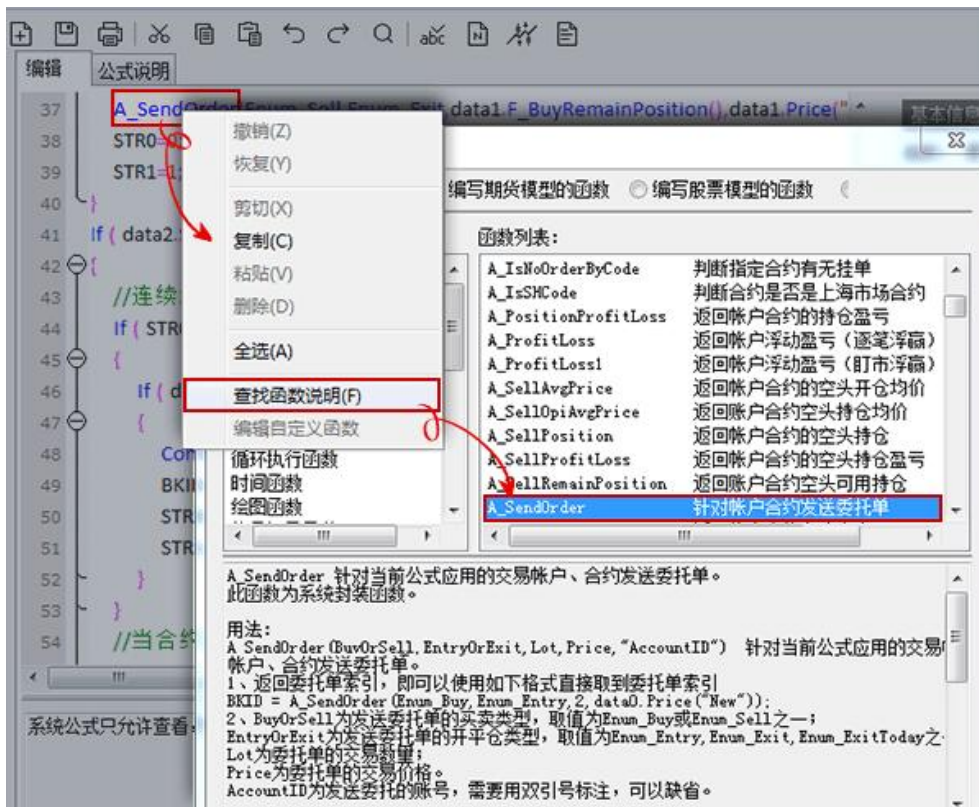 编辑
公式说明
基本信息
37 A_SendOrder(Enum_Sell,Enum_Exit,data1.F_BuyRemainPosition(),data1.Price("
38 STR0=0
39 STR1=1;
40 }
41 If ( data2.
42 {
43 //连续
44 If ( STR0
45 {
46 If ( d
47 {
48 Con
49 BKI
50 STR
51 STR
52 }
53 }
54 //当合约
撤销(Z)
恢复(Y)
剪切(X)
复制(C)
粘贴(V)
删除(D)
全选(A)
查找函数说明(F)
编辑自定义函数
编写期货模型的函数 编写股票模型的函数
函数列表：
A_IsNoOrderByCode 判断指定合约有无挂单
A_IsSHCode 判断合约是否是上海市场合约
A_PositionProfitLoss 返回帐户合约的持仓盈亏
A_ProfitLoss 返回帐户浮动盈亏（逐笔浮赢）
A_ProfitLoss1 返回帐户浮动盈亏（盯市浮赢）
A_SellAvgPrice 返回帐户合约的空头开仓均价
A_SellOpiAvgPrice 返回账户合约空头持仓均价
A_SellPosition 返回帐户合约的空头持仓
A_SellProfitLoss 返回帐户合约的空头持仓盈亏
A_SellRemainPosition 返回账户合约空头可用持仓
A_SendOrder 针对帐户合约发送委托单
循环执行函数
时间函数
绘图函数
A_SendOrder 针对当前公式应用的交易帐户、合约发送委托单。
此函数为系统封装函数。
用法：
A_SendOrder(BuyOrSell,EntryOrExit,Lot,Price,"AccountID") 针对当前公式应用的交易
帐户、合约发送委托单。
1、返回委托单索引，即可以使用如下格式直接取到委托单索引
BKID = A_SendOrder(Enum_Buy,Enum_Entry,2,data0.Price("New"));
2、BuyOrSell为发送委托单的买卖类型，取值为Enum_Buy或Enum_Sell之一；
EntryOrExit为发送委托单的开平仓类型，取值为Enum_Entry,Enum_Exit,Enum_ExitToday之一
Lot为委托单的交易数量；
Price为委托单的交易价格。
AccountID为发送委托的账号，需要用双引号标注，可以缺省。
系统公式只允许查看，